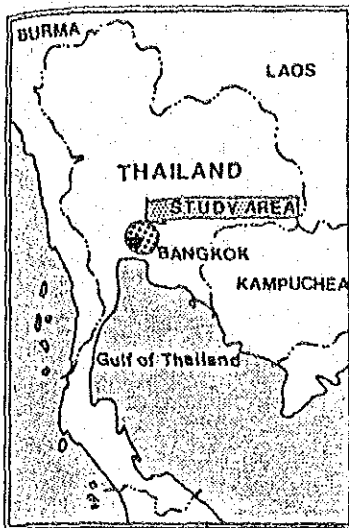 BURMA
LAOS
THAILAND
STUDY AREA
BANGKOK
KAMPUCHEA
Gulf of Thailand